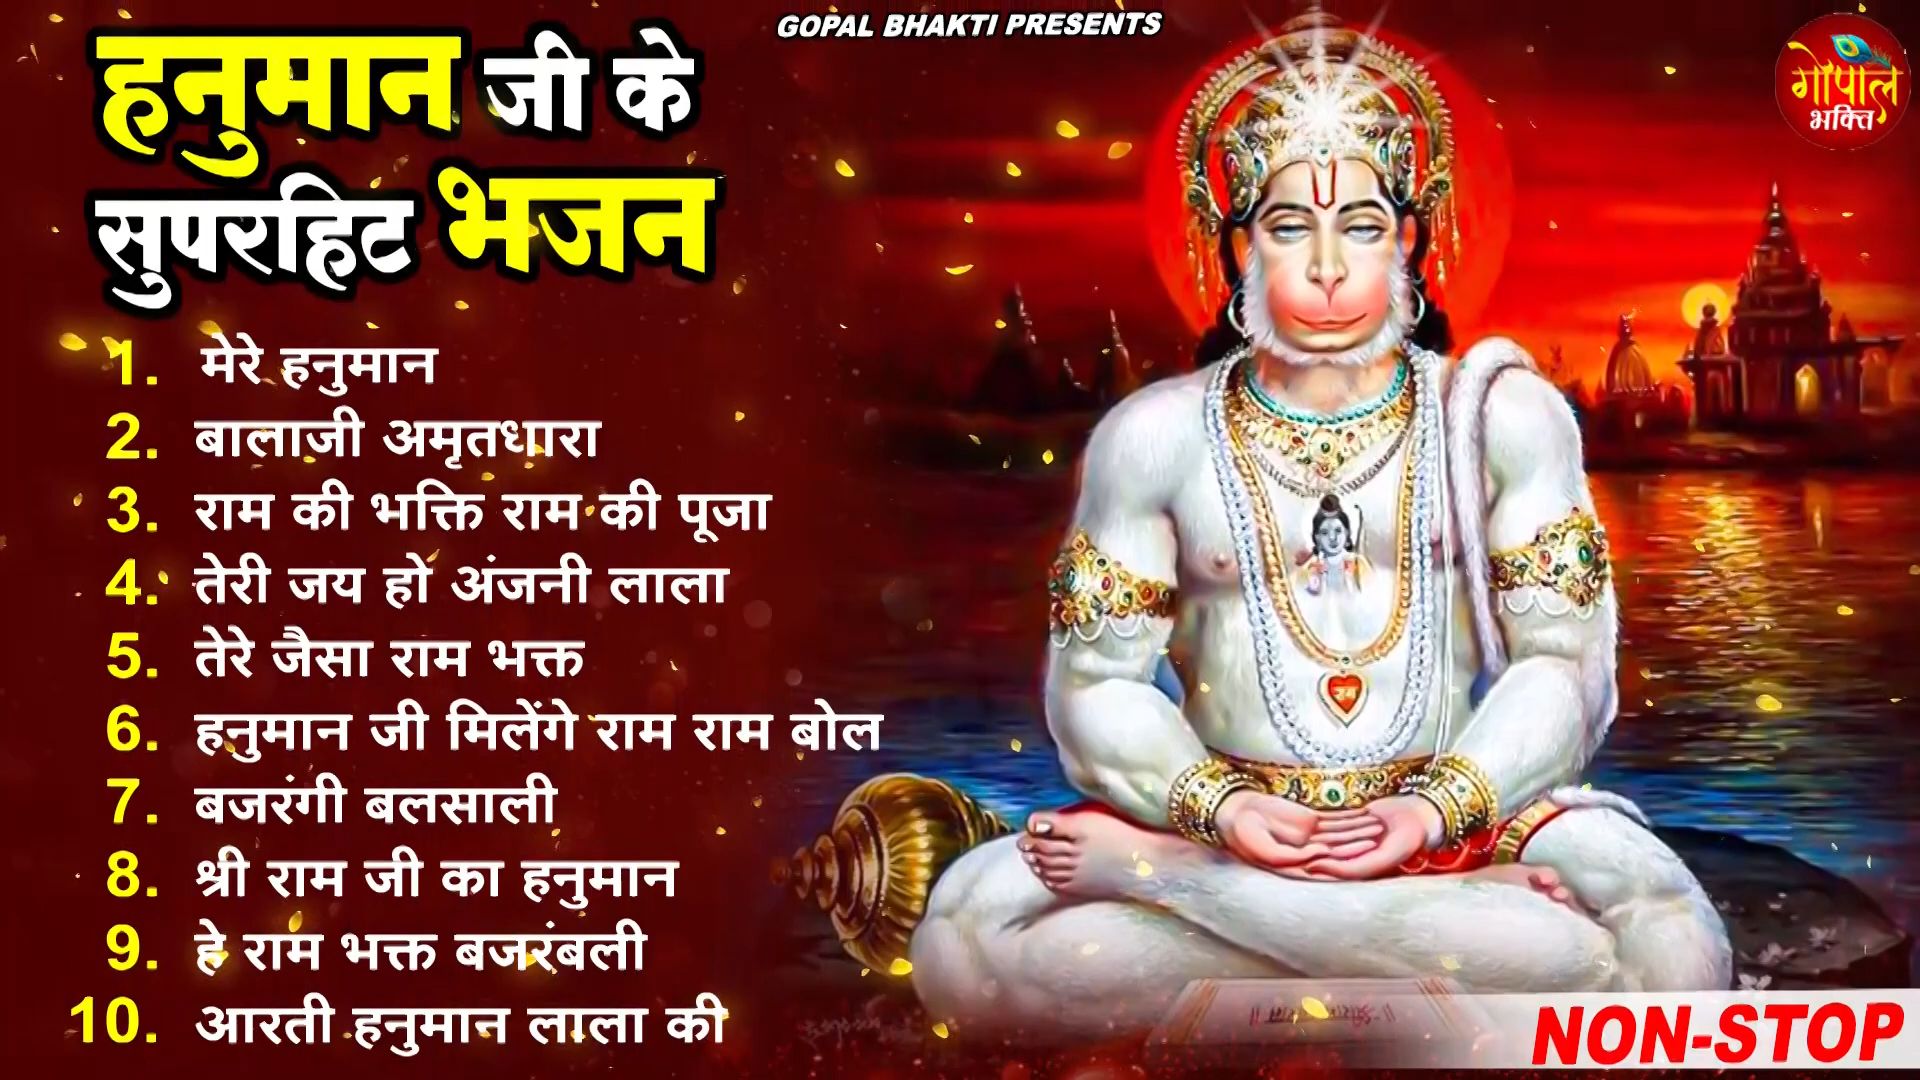 GOPAL BHAKTI PRESENTS
गोपाल
भक्ति
हनुमान जी के
सुपरहिट भजन
1. मेरे हनुमान
2. बालाजी अमृतधारा
3. राम की भक्ति राम की पूजा
4. तेरी जय हो अंजनी लाला
5. तेरे जैसा राम भक्त
6. हनुमान जी मिलेंगे राम राम बोल
7. बजरंगी बलसाली
8. श्री राम जी का हनुमान
9. हे राम भक्त बजरंबली
10. आरती हनुमान लाला की
राम
NON-STOP